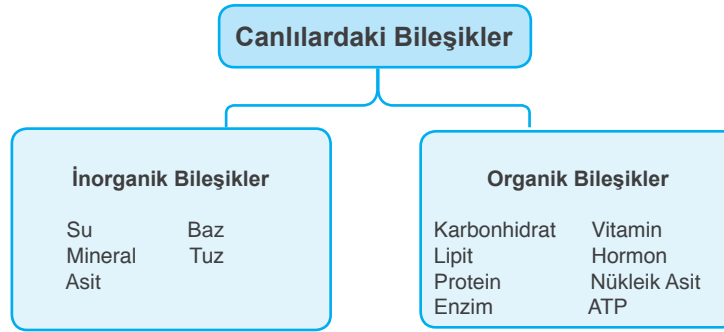 Canlılardaki Bileşikler
İnorganik Bileşikler
Su Baz
Mineral Tuz
Asit
Organik Bileşikler
Karbonhidrat Vitamin
Lipit Hormon
Protein Nükleik Asit
Enzim ATP